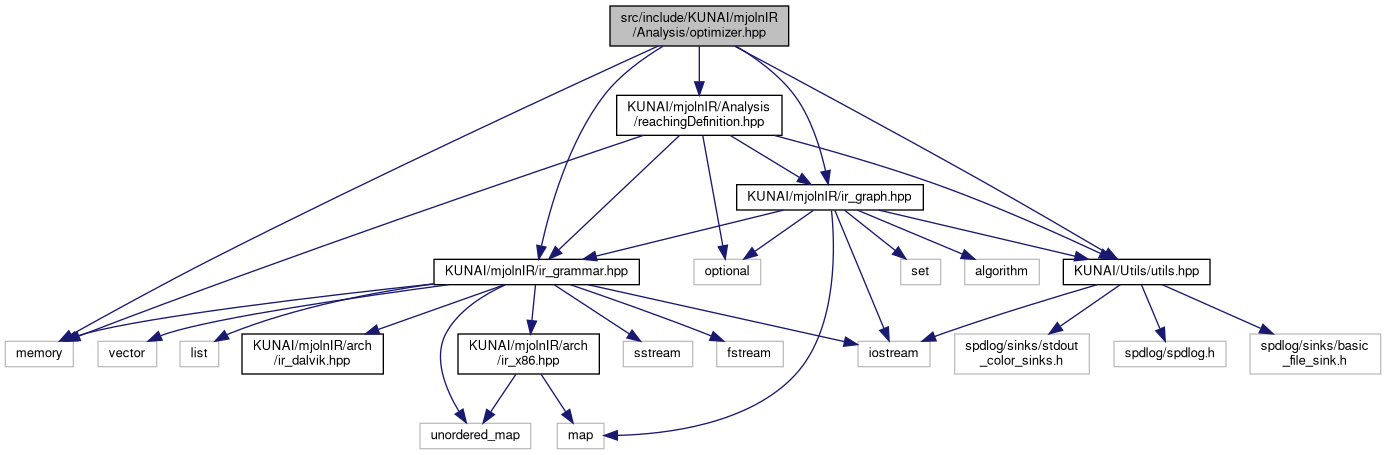 src/include/KUNAI/mjolnIR
/Analysis/optimizer.hpp
KUNAI/mjolnIR/Analysis
/reachingDefinition.hpp
KUNAI/mjolnIR/ir_graph.hpp
KUNAI/mjolnIR/ir_grammar.hpp
optional
set
algorithm
KUNAI/Utils/utils.hpp
memory
vector
list
KUNAI/mjolnIR/arch
/ir_dalvik.hpp
KUNAI/mjolnIR/arch
/ir_x86.hpp
sstream
fstream
iostream
spdlog/sinks/stdout
_color_sinks.h
spdlog/spdlog.h
spdlog/sinks/basic
_file_sink.h
unordered_map
map